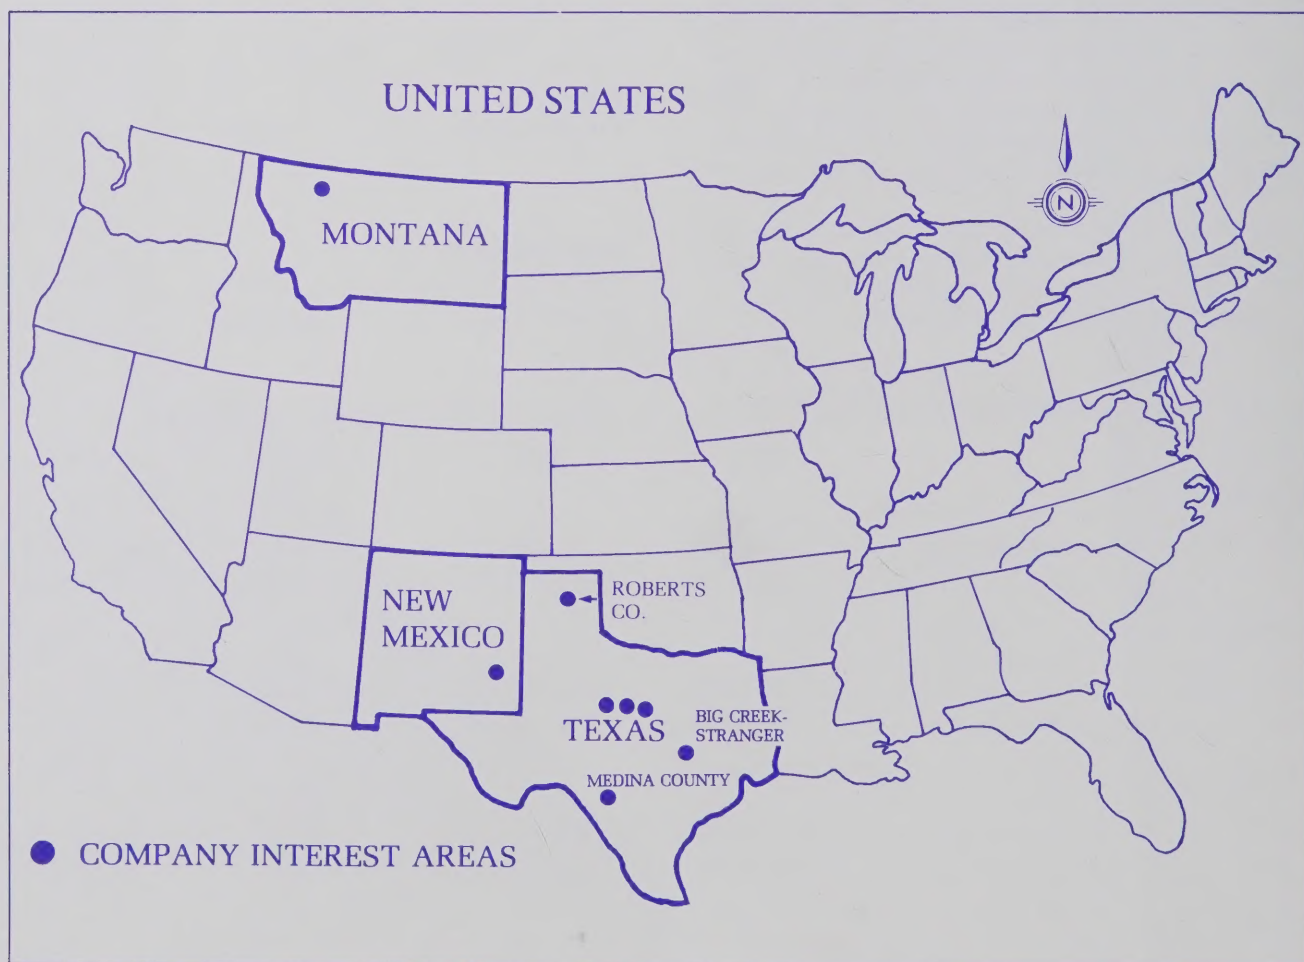 UNITED STATES
N
MONTANA
NEW
MEXICO
ROBERTS
CO.
TEXAS
BIG CREEK-
STRANGER
MEDINA COUNTY
COMPANY INTEREST AREAS